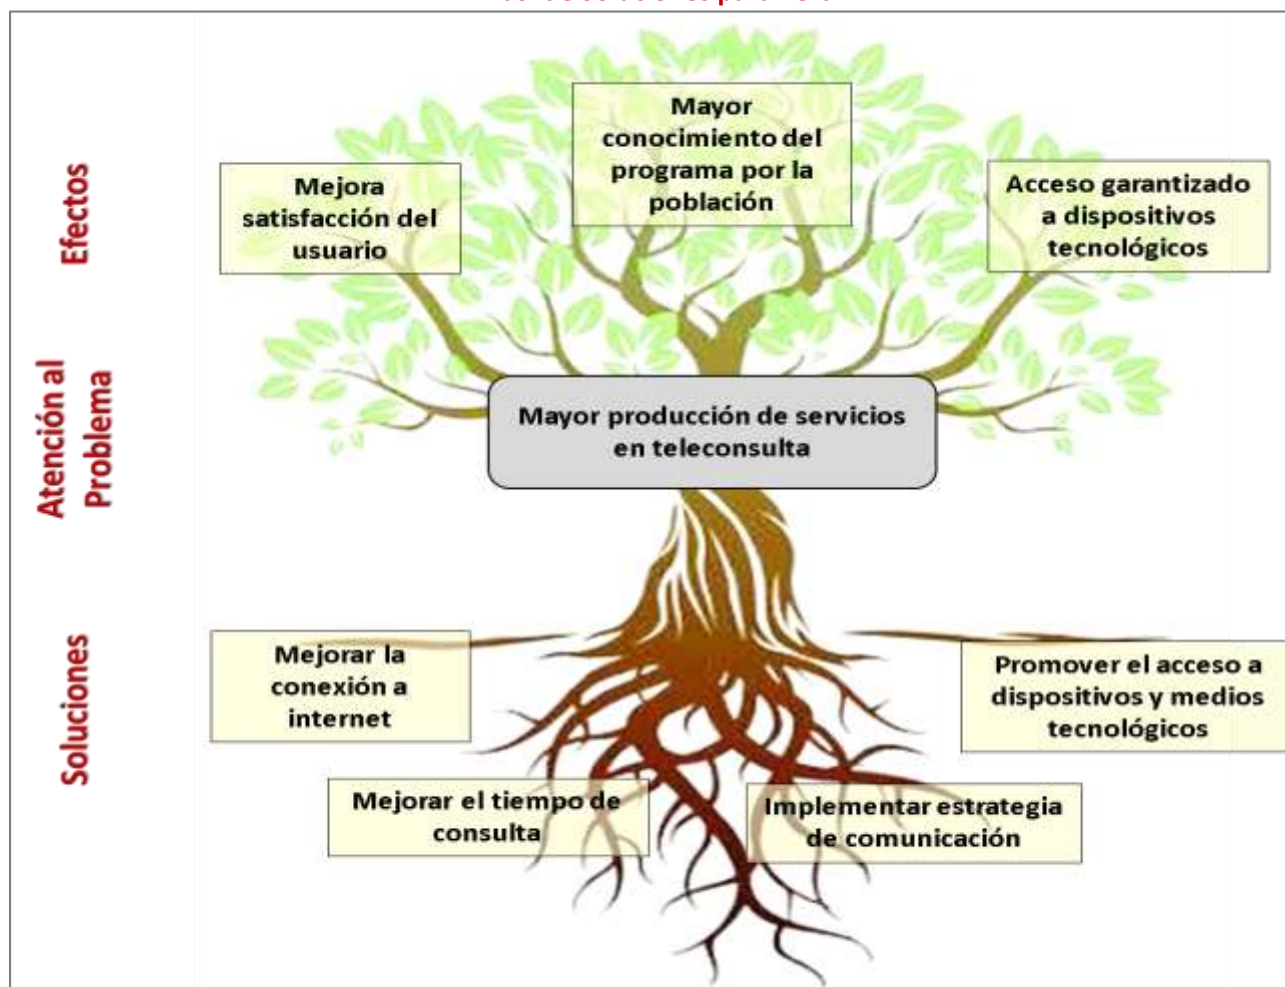 Efectos
Mayor
conocimiento del
programa por la
población
Mejora
satisfacción del
usuario
Acceso garantizado
a dispositivos
tecnológicos
Atención al
Problema
Mayor producción de servicios
en teleconsulta
Soluciones
Mejorar la
conexión a
internet
Promover el acceso a
dispositivos y medios
tecnológicos
Mejorar el tiempo de
consulta
Implementar estrategia
de comunicación